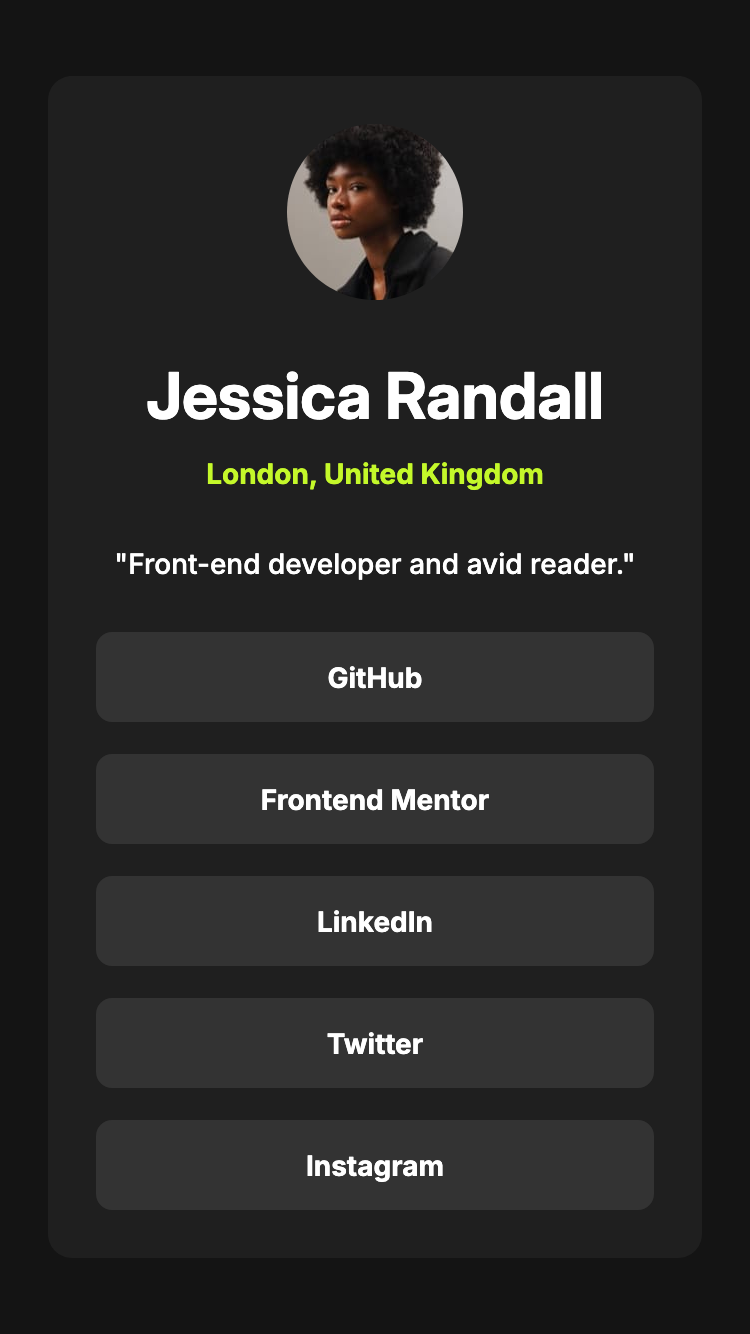 Jessica Randall
London, United Kingdom
"Front-end developer and avid reader."
GitHub
Frontend Mentor
LinkedIn
Twitter
Instagram